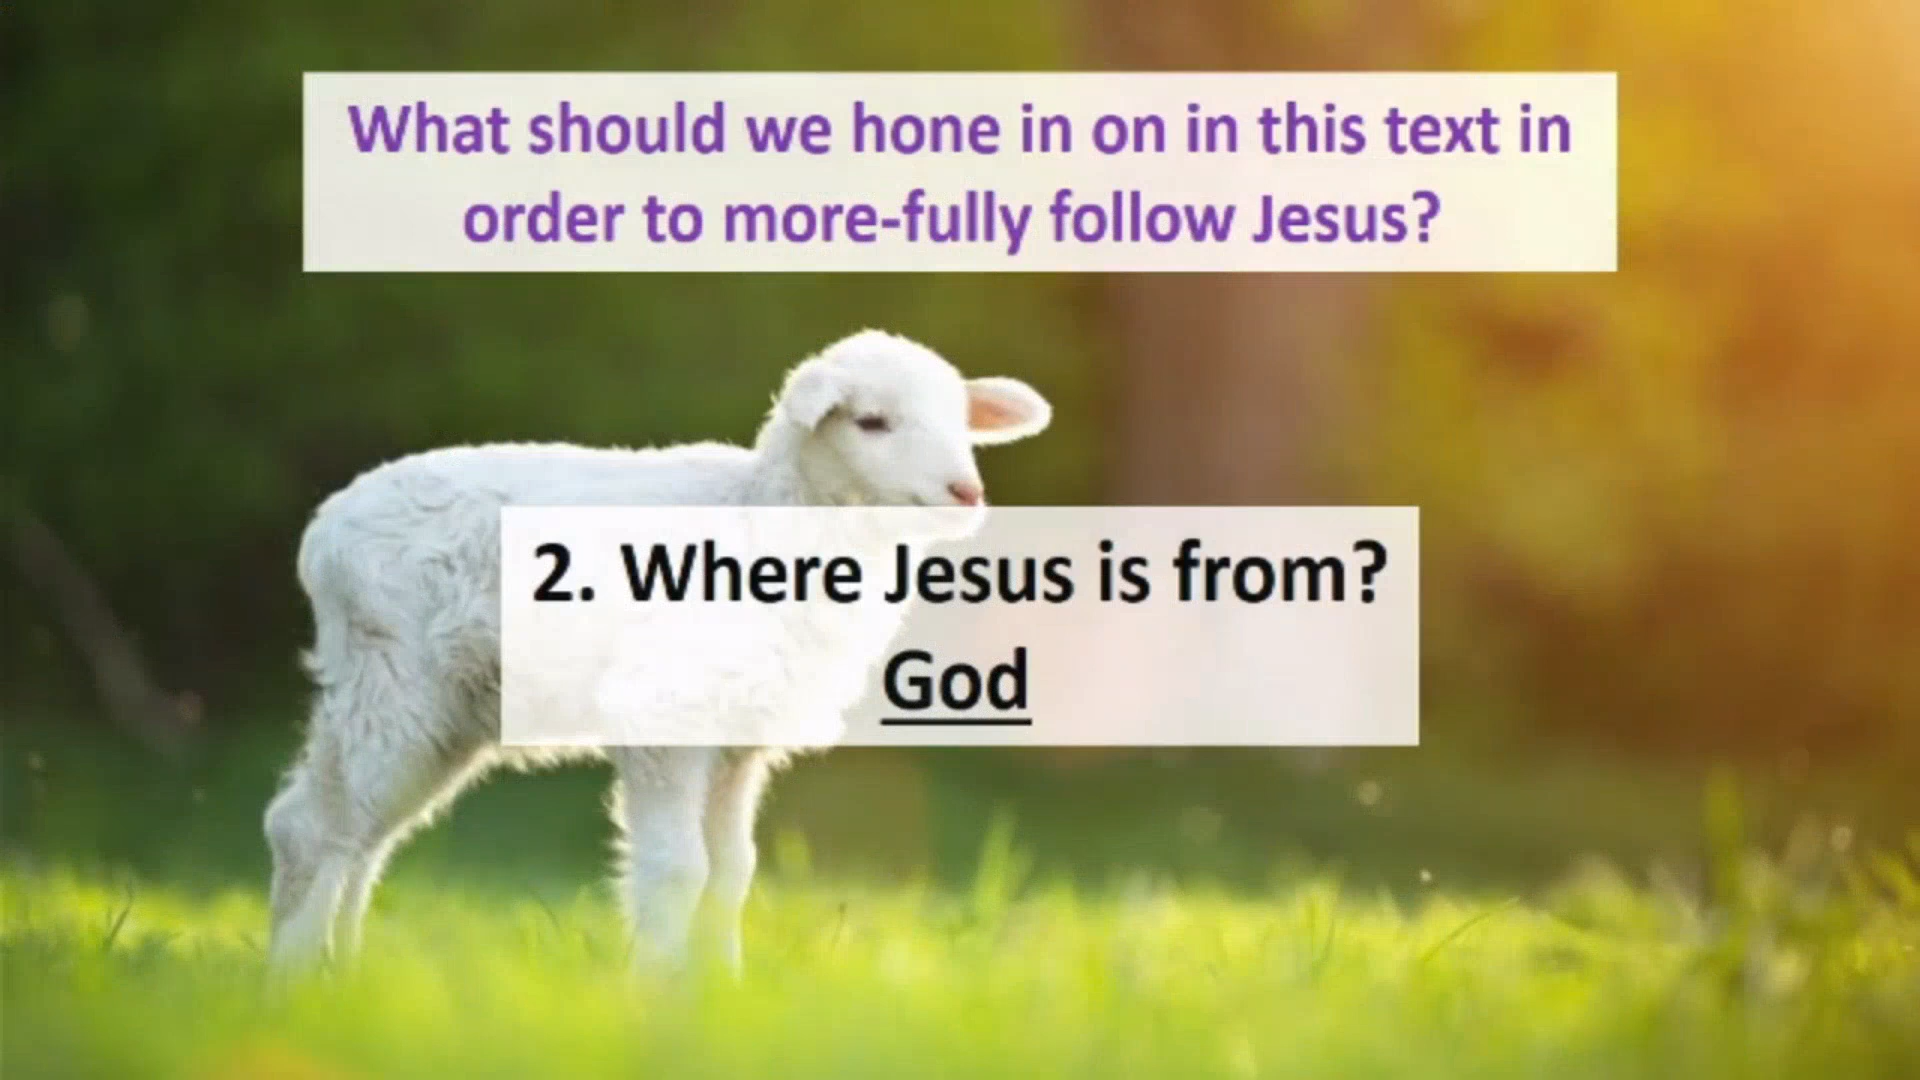 What should we hone in on in this text in
order to more-fully follow Jesus?
2. Where Jesus is from?
God